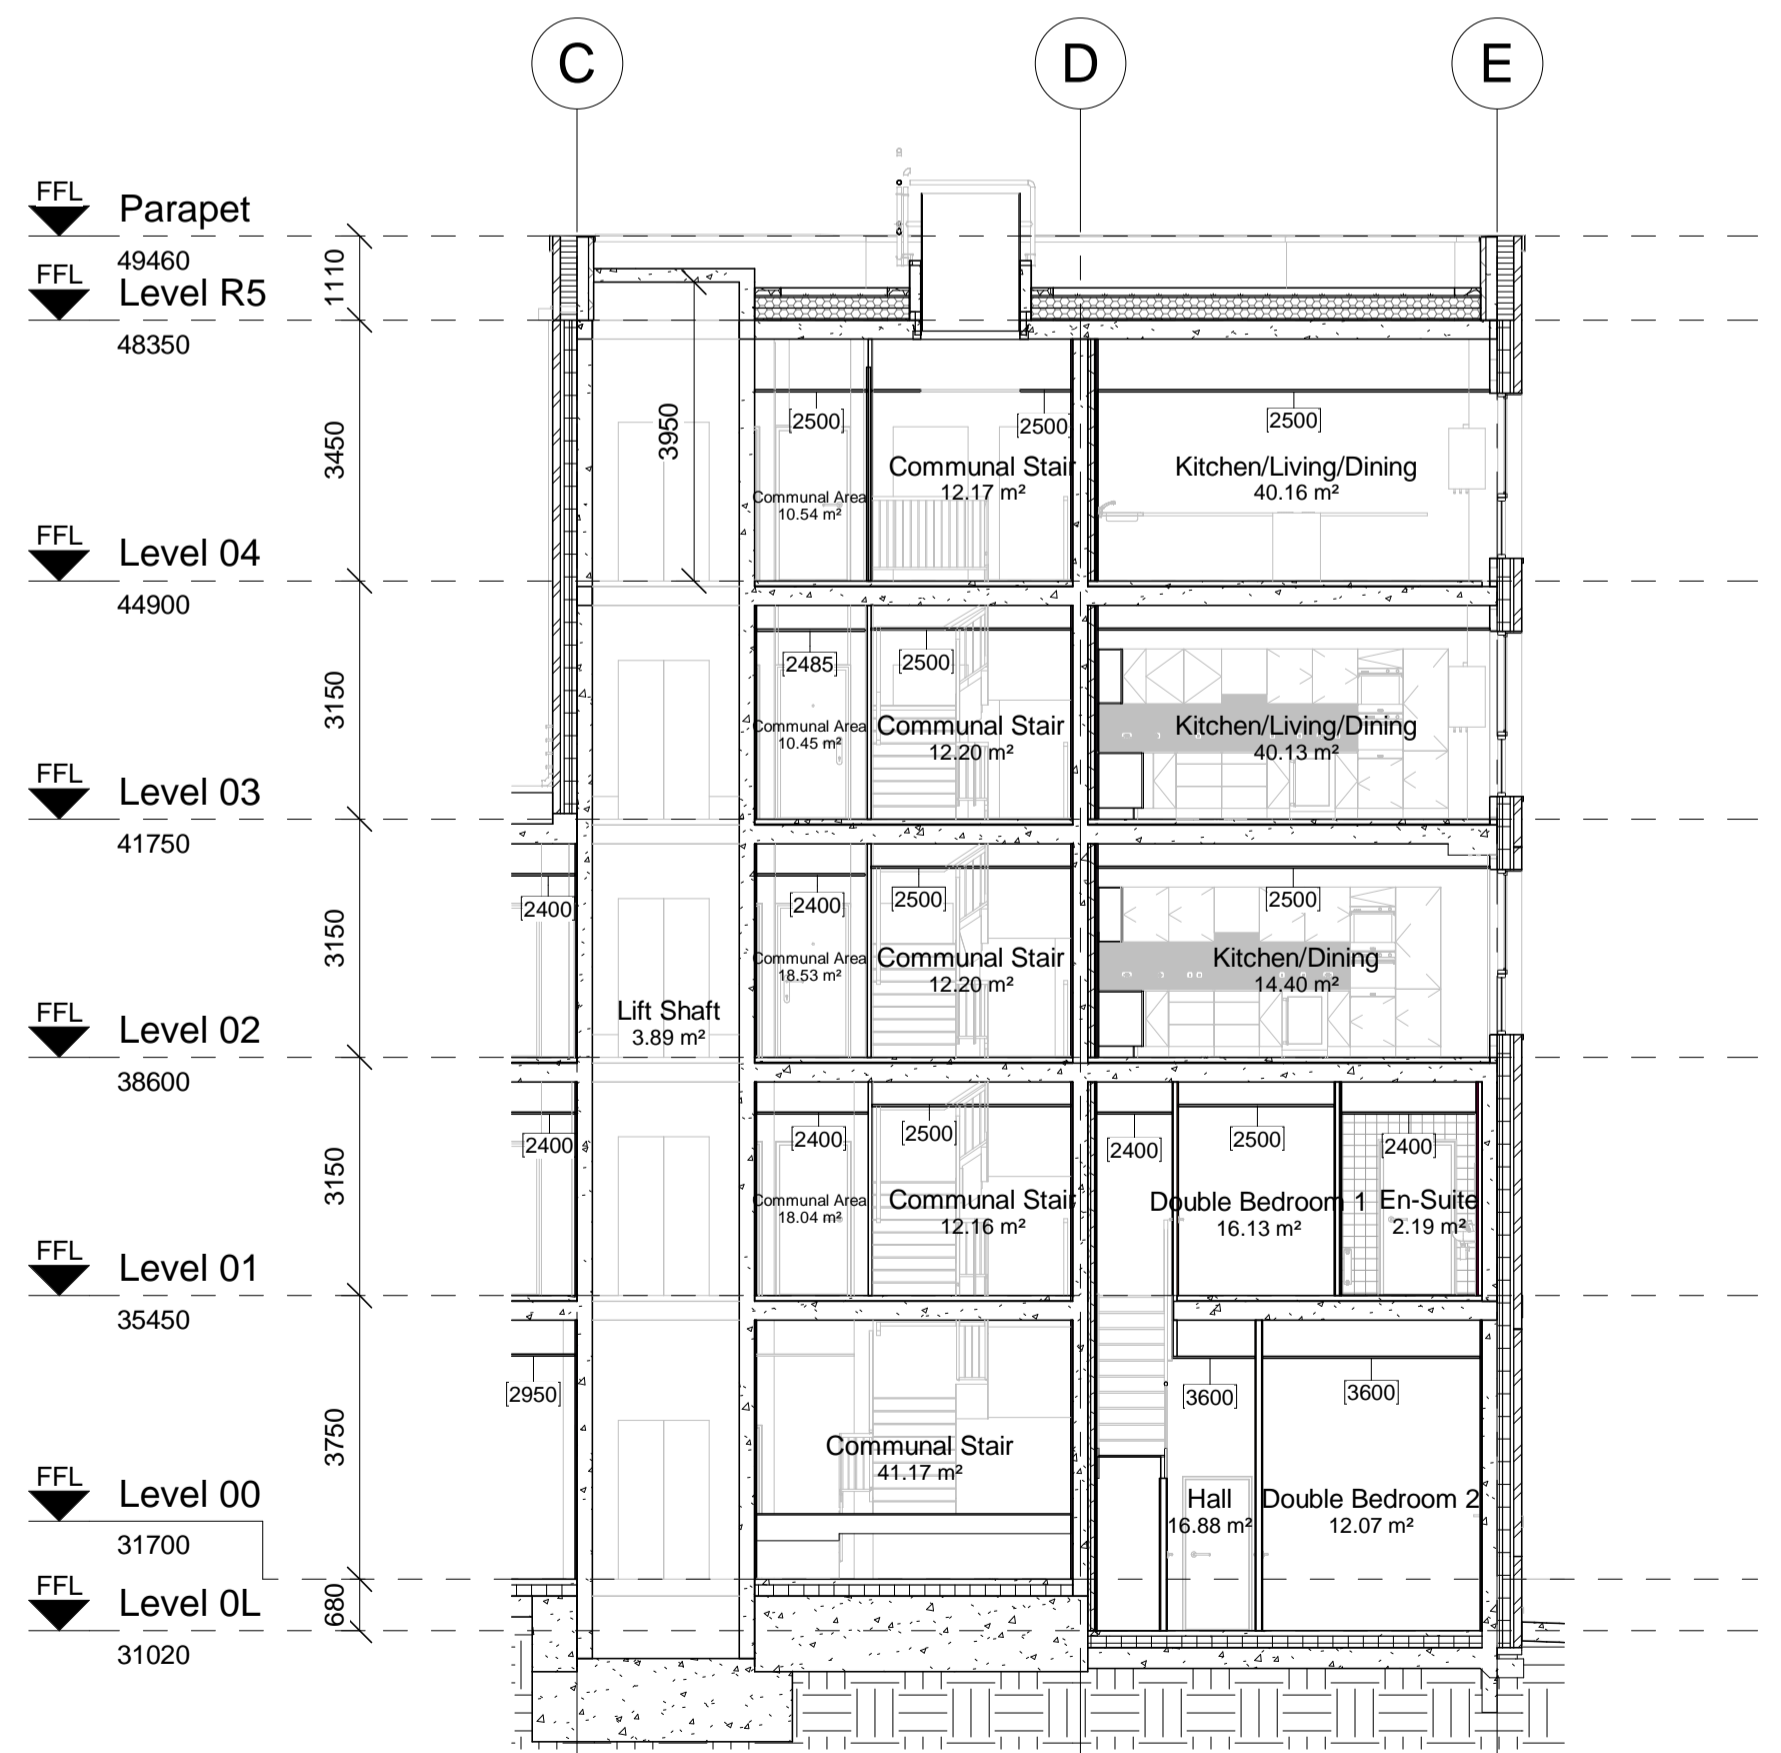 C
D
E
FFL
Parapet
49460
1110
FFL
Level R5
48350
3450
3950
[2500]
[2500]
[2500]
Communal Area
10.54 m²
Communal Stair
12.17 m²
Kitchen/Living/Dining
40.16 m²
FFL
Level 04
44900
3150
[2485]
[2500]
Communal Area
10.45 m²
Communal Stair
12.20 m²
Kitchen/Living/Dining
40.13 m²
FFL
Level 03
41750
3150
[2400]
[2400]
[2500]
[2500]
Communal Area
18.53 m²
Communal Stair
12.20 m²
Kitchen/Dining
14.40 m²
Lift Shaft
3.89 m²
FFL
Level 02
38600
3150
[2400]
[2400]
[2500]
[2400]
[2500]
[2400]
Communal Area
18.04 m²
Communal Stair
12.16 m²
Double Bedroom 1
16.13 m²
En-Suite
2.19 m²
FFL
Level 01
35450
3750
[2950]
[3600]
[3600]
Communal Stair
41.17 m²
Hall
16.88 m²
Double Bedroom 2
12.07 m²
FFL
Level 00
31700
680
FFL
Level 0L
31020